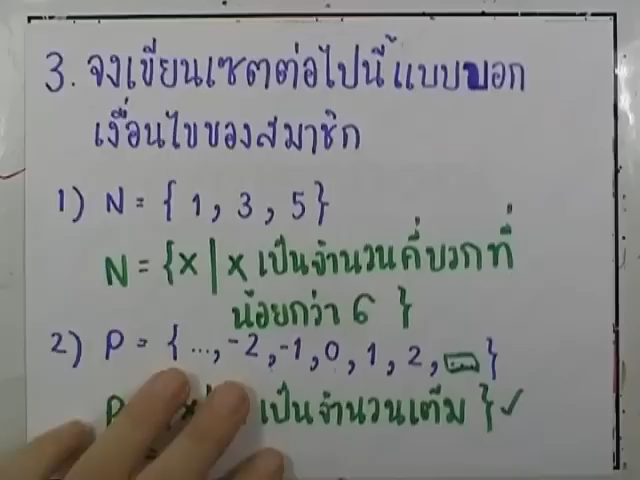 3. จงเขียนเซตต่อไปนี้แบบบอก
เงื่อนไขของสมาชิก
1) N = { 1 , 3 , 5 }
N = { x | x เป็นจำนวนคี่บวกที่
น้อยกว่า 6 }
2) P = { ..., -2, -1, 0, 1, 2, ... }
เป็นจำนวนเต็ม } ✓